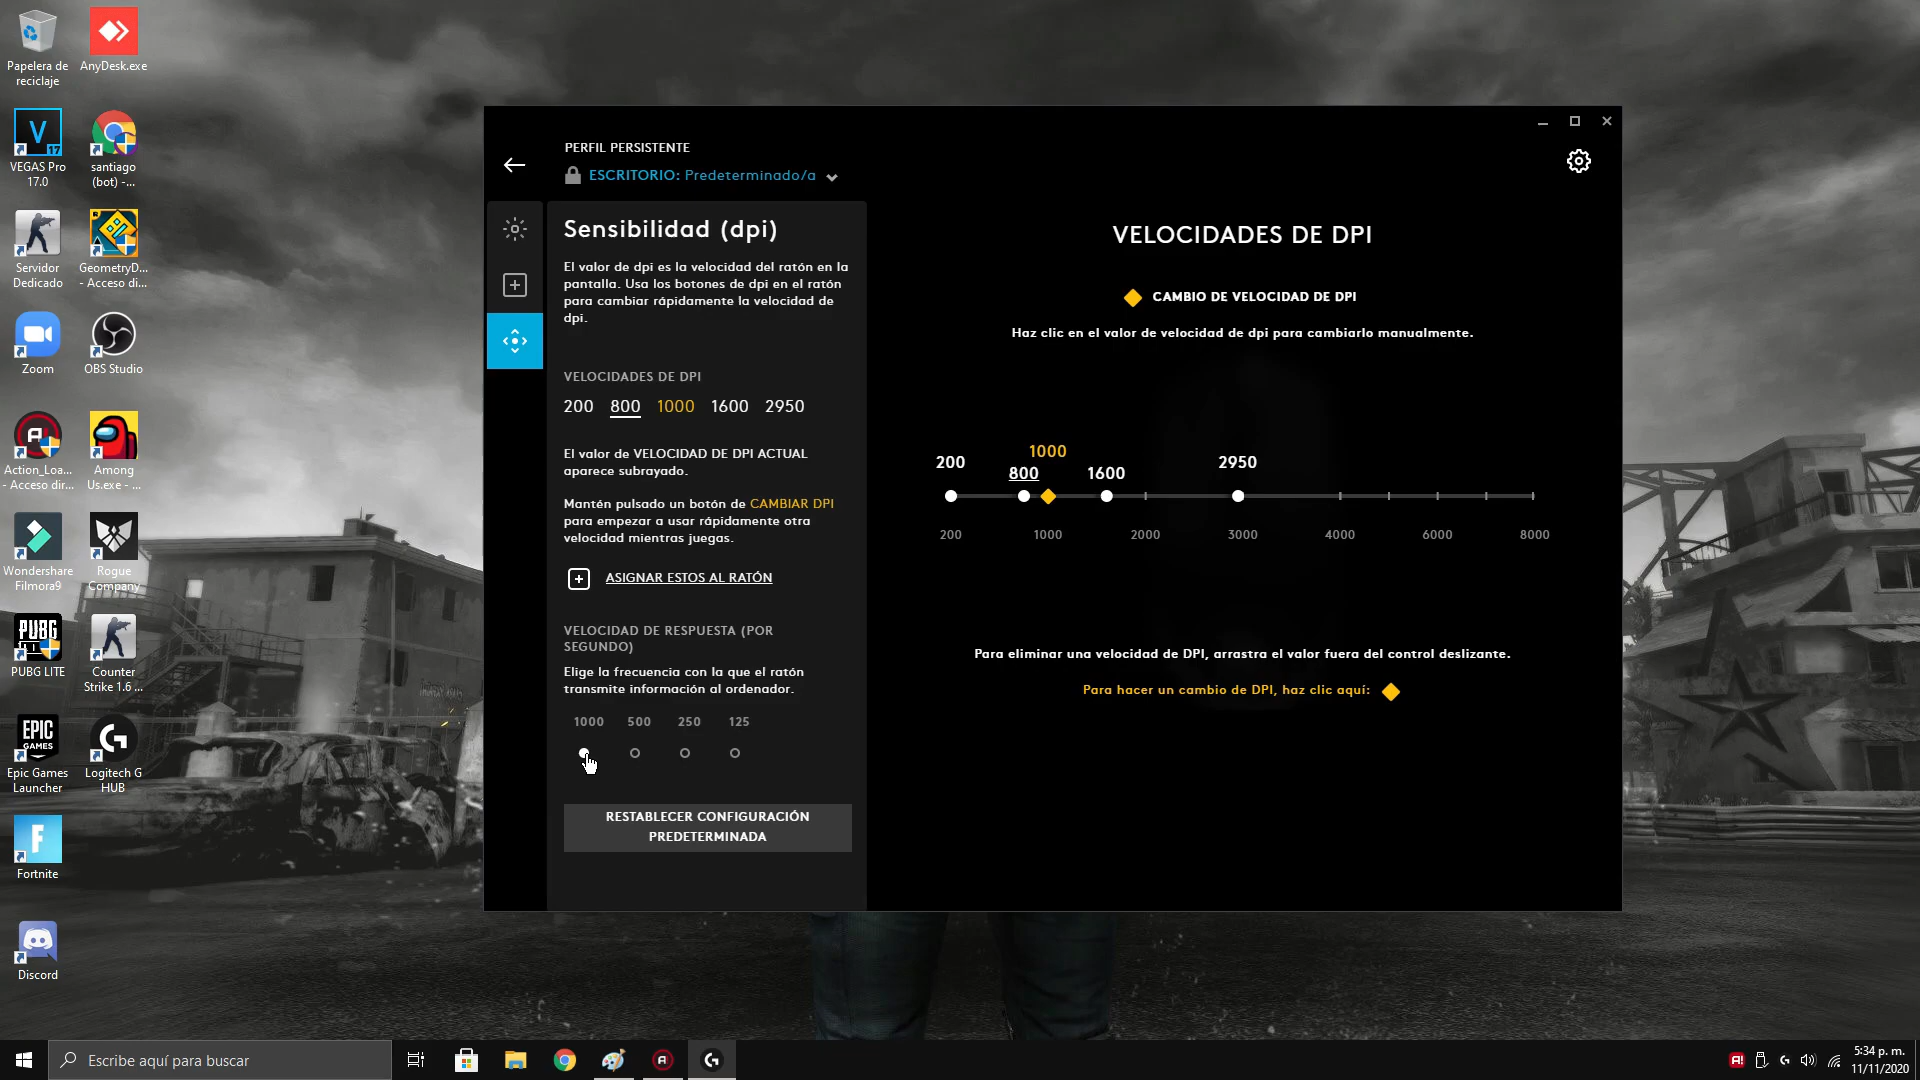 Papelera de
reciclaje
AnyDesk.exe
VEGAS Pro
17.0
santiago
(bot) -...
Servidor
Dedicado
GeometryD...
- Acceso di...
Zoom
OBS Studio
Action_Loa...
- Acceso dir...
Among
Us.exe - ...
Wondershare
Filmora9
Rogue
Company
PUBG LITE
Counter
Strike 1.6 ...
Epic Games
Launcher
Logitech G
HUB
Fortnite
Discord
PERFIL PERSISTENTE
ESCRITORIO: Predeterminado/a
Sensibilidad (dpi)
El valor de dpi es la velocidad del ratón en la
pantalla. Usa los botones de dpi en el ratón
para cambiar rápidamente la velocidad de
dpi.
VELOCIDADES DE DPI
200 800 1000 1600 2950
El valor de VELOCIDAD DE DPI ACTUAL
aparece subrayado.
Mantén pulsado un botón de CAMBIAR DPI
para empezar a usar rápidamente otra
velocidad mientras juegas.
ASIGNAR ESTOS AL RATÓN
VELOCIDAD DE RESPUESTA (POR
SEGUNDO)
Elige la frecuencia con la que el ratón
transmite información al ordenador.
1000 500 250 125
RESTABLECER CONFIGURACIÓN
PREDETERMINADA
VELOCIDADES DE DPI
CAMBIO DE VELOCIDAD DE DPI
Haz clic en el valor de velocidad de dpi para cambiarlo manualmente.
200 800 1000 1600 2950
200 1000 2000 3000 4000 6000 8000
Para eliminar una velocidad de DPI, arrastra el valor fuera del control deslizante.
Para hacer un cambio de DPI, haz clic aquí:
Escribe aquí para buscar
5:34 p. m.
11/11/2020